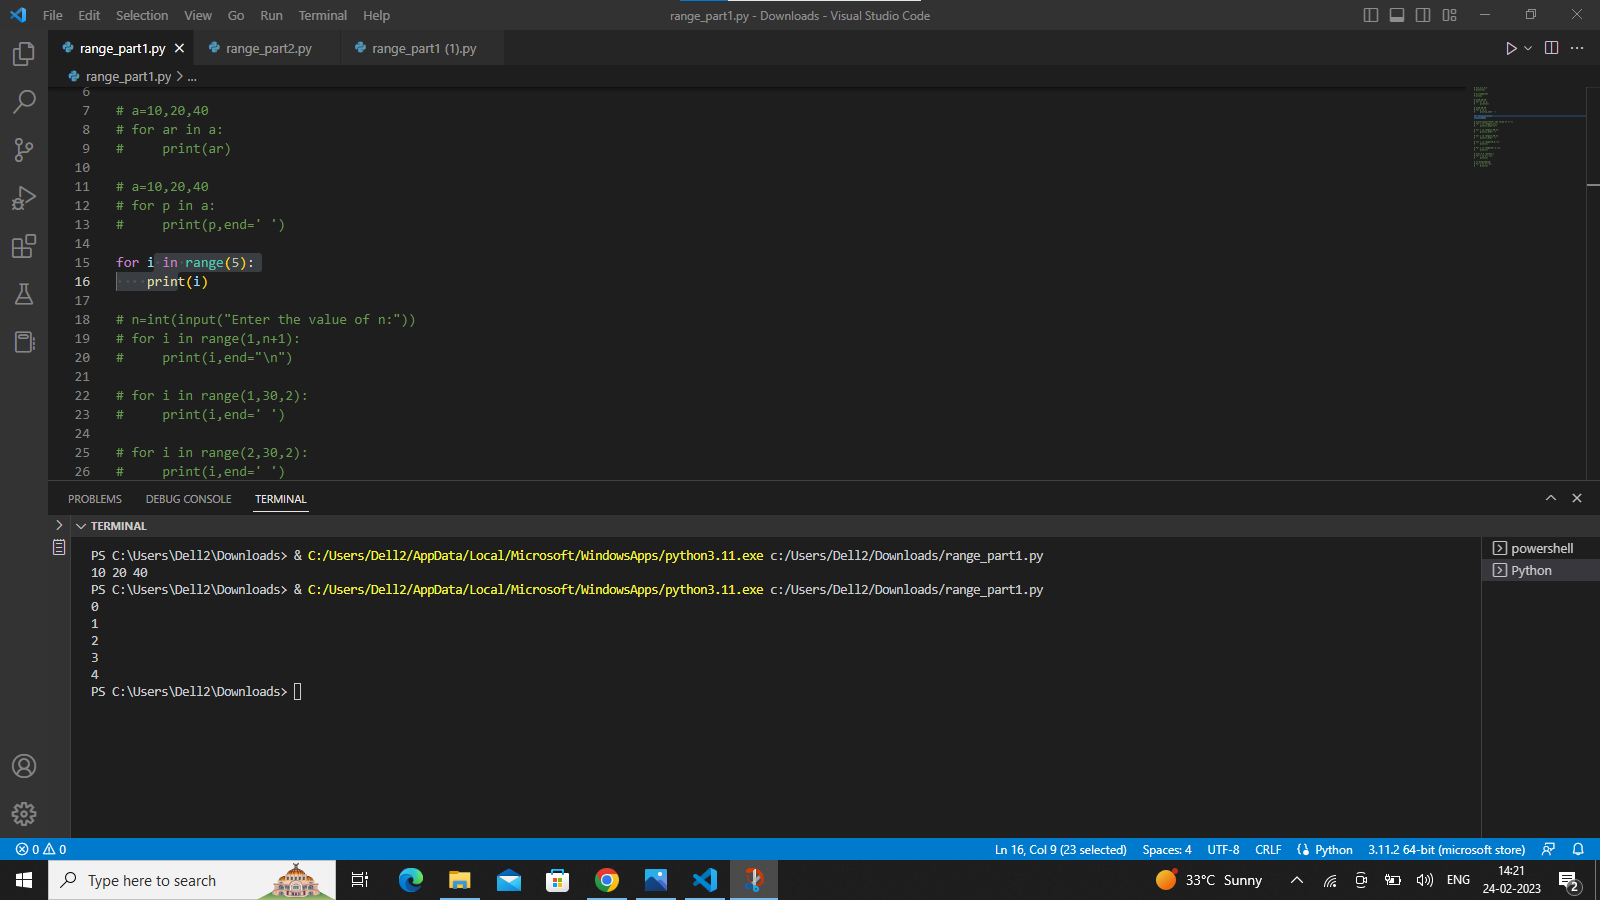 File Edit Selection View Go Run Terminal Help range_part1.py - Downloads - Visual Studio Code
range_part1.py range_part2.py range_part1 (1).py
range_part1.py > ...
6
7 # a=10,20,40
8 # for ar in a:
9 #     print(ar)
10
11 # a=10,20,40
12 # for p in a:
13 #     print(p,end=' ')
14
15 for i in range(5):
16     print(i)
17
18 # n=int(input("Enter the value of n:"))
19 # for i in range(1,n+1):
20 #     print(i,end="\n")
21
22 # for i in range(1,30,2):
23 #     print(i,end=' ')
24
25 # for i in range(2,30,2):
26 #     print(i,end=' ')
PROBLEMS DEBUG CONSOLE TERMINAL
TERMINAL
PS C:\Users\Dell2\Downloads> & C:/Users/Dell2/AppData/Local/Microsoft/WindowsApps/python3.11.exe c:/Users/Dell2/Downloads/range_part1.py
10 20 40
PS C:\Users\Dell2\Downloads> & C:/Users/Dell2/AppData/Local/Microsoft/WindowsApps/python3.11.exe c:/Users/Dell2/Downloads/range_part1.py
0
1
2
3
4
PS C:\Users\Dell2\Downloads>
powershell
Python
0 0 Ln 16, Col 9 (23 selected) Spaces: 4 UTF-8 CRLF Python 3.11.2 64-bit (microsoft store)
Type here to search 33°C Sunny ENG 14:21
24-02-2023 2